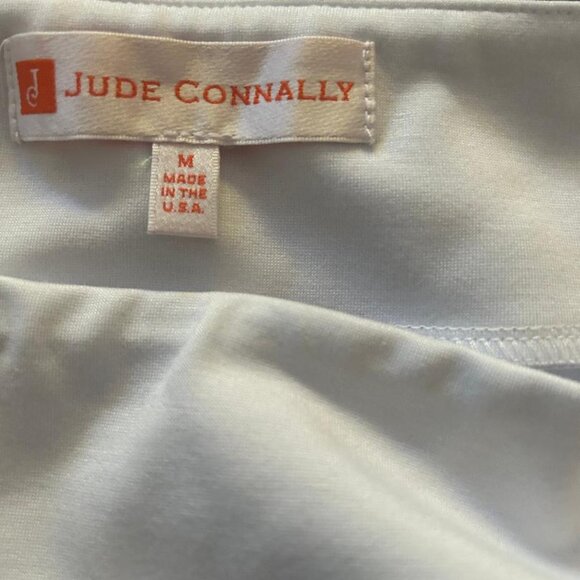 JC
JUDE CONNALLY
M
MADE
IN THE
U.S.A.